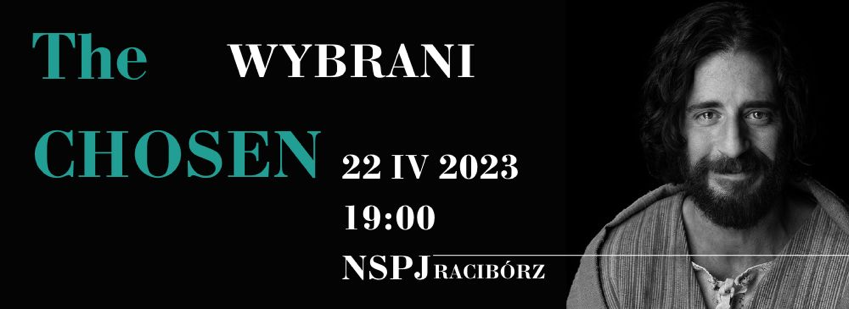 The
WYBRANI
CHOSEN
22 IV 2023
19:00
NSPJ RACIBÓRZ